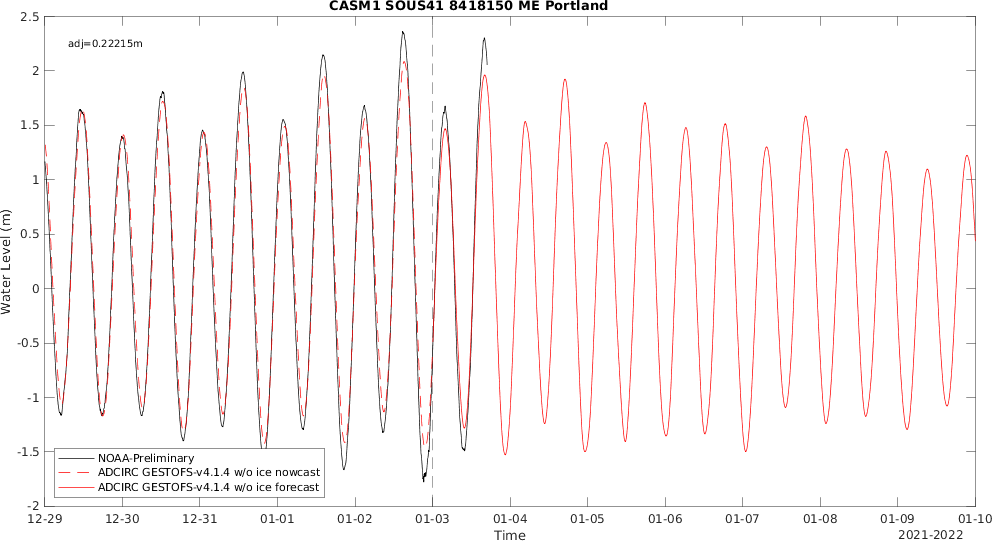 CASM1 SOUS41 8418150 ME Portland
adj=0.22215m
2.5
2
1.5
1
0.5
0
-0.5
-1
-1.5
-2
Water Level (m)
NOAA-Preliminary
ADCIRC GESTOFS-v4.1.4 w/o ice nowcast
ADCIRC GESTOFS-v4.1.4 w/o ice forecast
12-29 12-30 12-31 01-01 01-02 01-03 01-04 01-05 01-06 01-07 01-08 01-09 01-10
Time
2021-2022